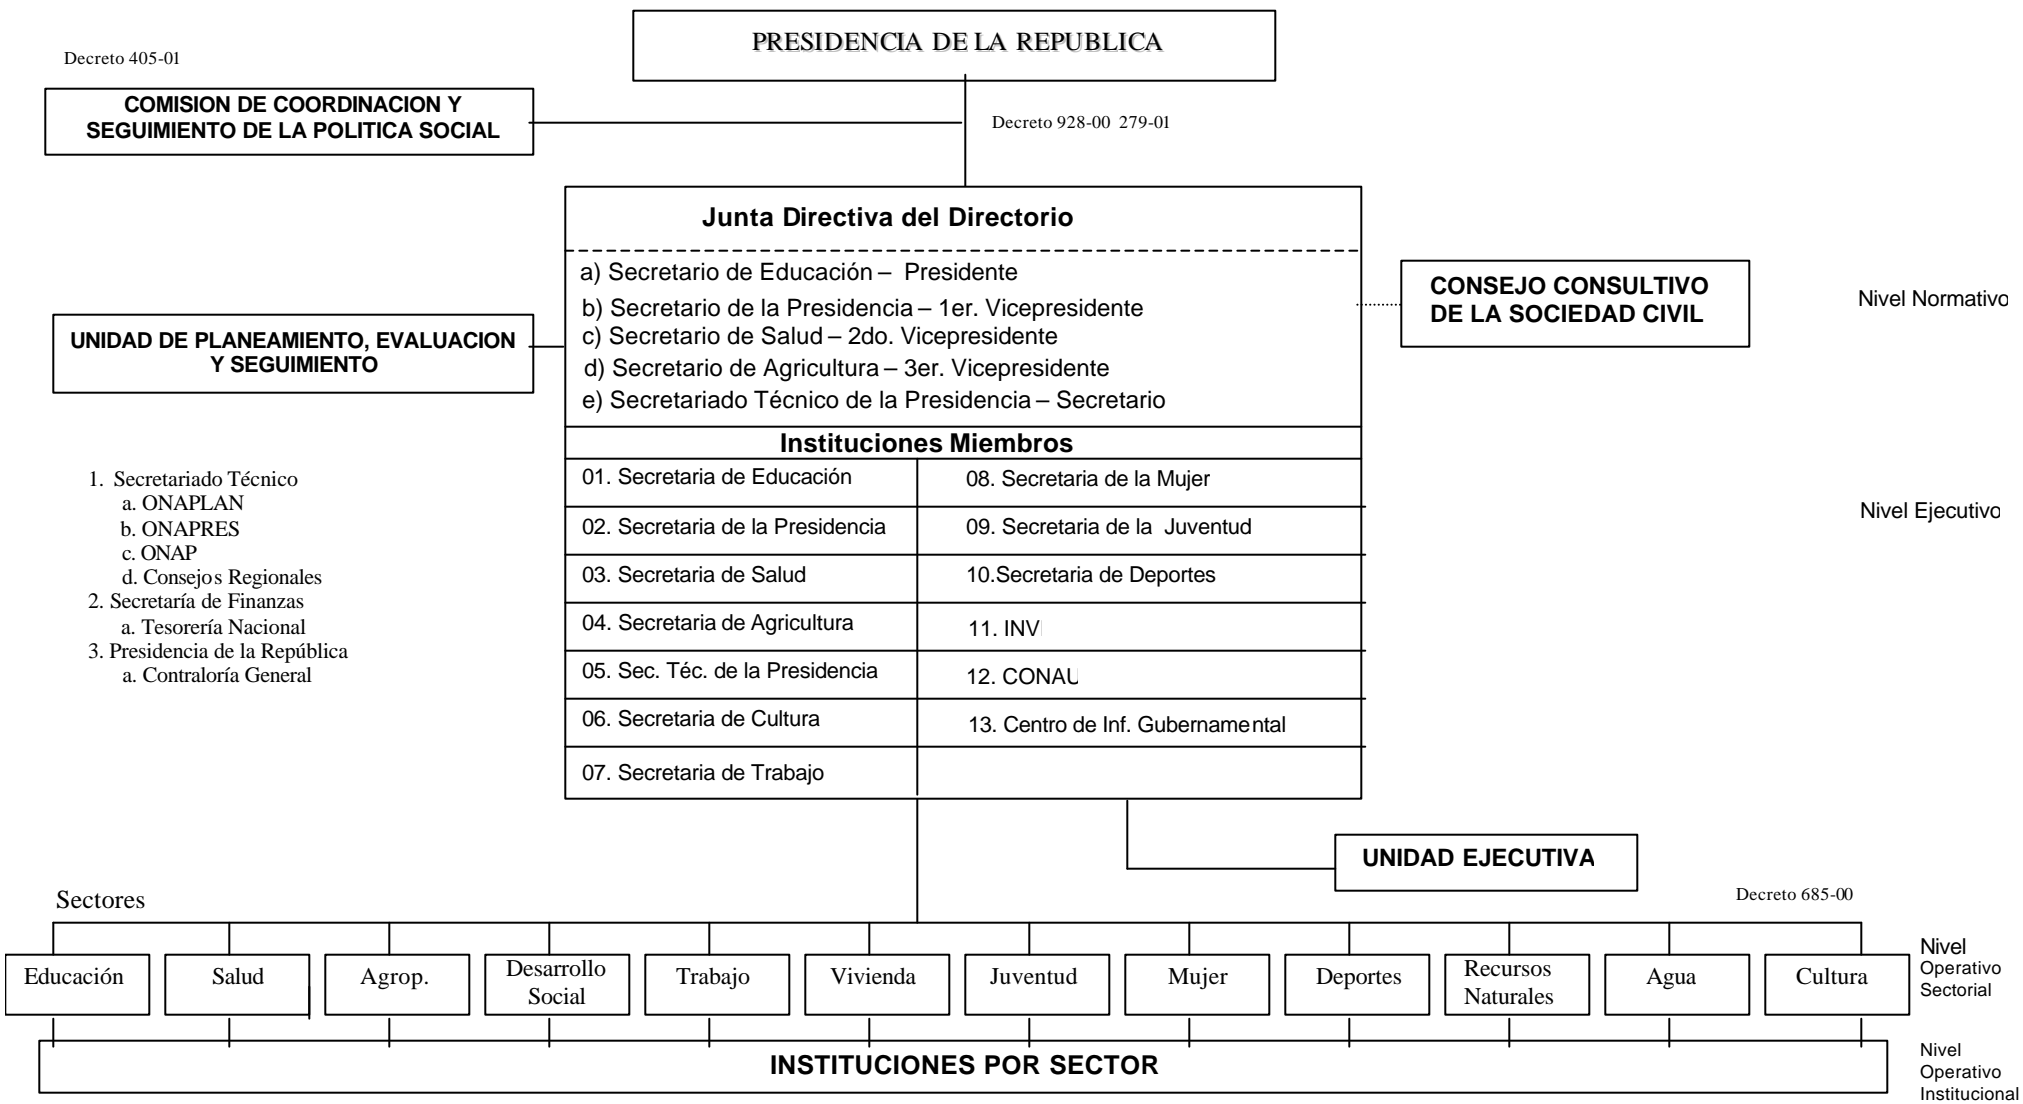 PRESIDENCIA DE LA REPUBLICA
Decreto 405-01
COMISION DE COORDINACION Y
SEGUIMIENTO DE LA POLITICA SOCIAL
Decreto 928-00 279-01
Junta Directiva del Directorio
a) Secretario de Educación – Presidente
b) Secretario de la Presidencia – 1er. Vicepresidente
c) Secretario de Salud – 2do. Vicepresidente
d) Secretario de Agricultura – 3er. Vicepresidente
e) Secretariado Técnico de la Presidencia – Secretario
CONSEJO CONSULTIVO
DE LA SOCIEDAD CIVIL
Nivel Normativo
UNIDAD DE PLANEAMIENTO, EVALUACION
Y SEGUIMIENTO
Instituciones Miembros
01. Secretaria de Educación
02. Secretaria de la Presidencia
03. Secretaria de Salud
04. Secretaria de Agricultura
05. Sec. Téc. de la Presidencia
06. Secretaria de Cultura
07. Secretaria de Trabajo
08. Secretaria de la Mujer
09. Secretaria de la Juventud
10.Secretaria de Deportes
11. INV
12. CONAU
13. Centro de Inf. Gubernamental
1. Secretariado Técnico
a. ONAPLAN
b. ONAPRES
c. ONAP
d. Consejos Regionales
2. Secretaría de Finanzas
a. Tesorería Nacional
3. Presidencia de la República
a. Contraloría General
Nivel Ejecutivo
UNIDAD EJECUTIVA
Sectores
Decreto 685-00
Educación
Salud
Agrop.
Desarrollo
Social
Trabajo
Vivienda
Juventud
Mujer
Deportes
Recursos
Naturales
Agua
Cultura
Nivel
Operativo
Sectorial
INSTITUCIONES POR SECTOR
Nivel
Operativo
Institucional